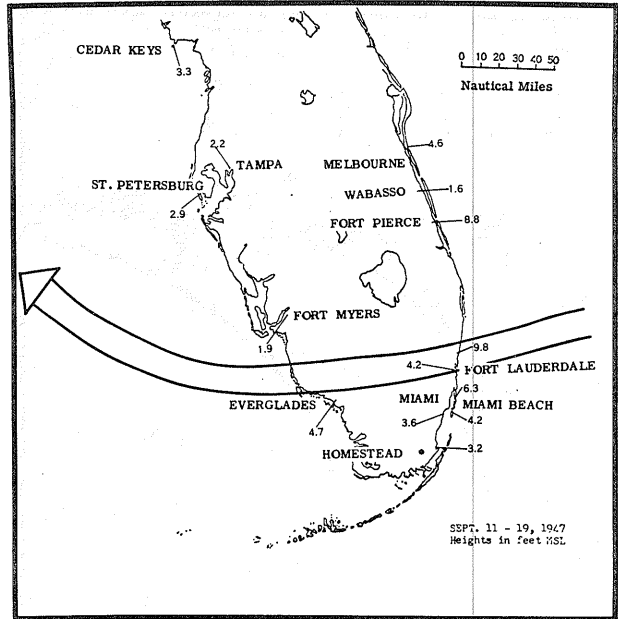 CEDAR KEYS
3.3
0 10 20 30 40 50
Nautical Miles
2.2
TAMPA
4.6
MELBOURNE
ST. PETERSBURG
WABASSO
1.6
2.9
FORT PIERCE
8.8
FORT MYERS
1.9
9.8
4.2
FORT LAUDERDALE
6.3
EVERGLADES
MIAMI
MIAMI BEACH
3.6
4.2
4.7
HOMESTEAD
3.2
SEPT. 11 - 19, 1947
Heights in feet MSL